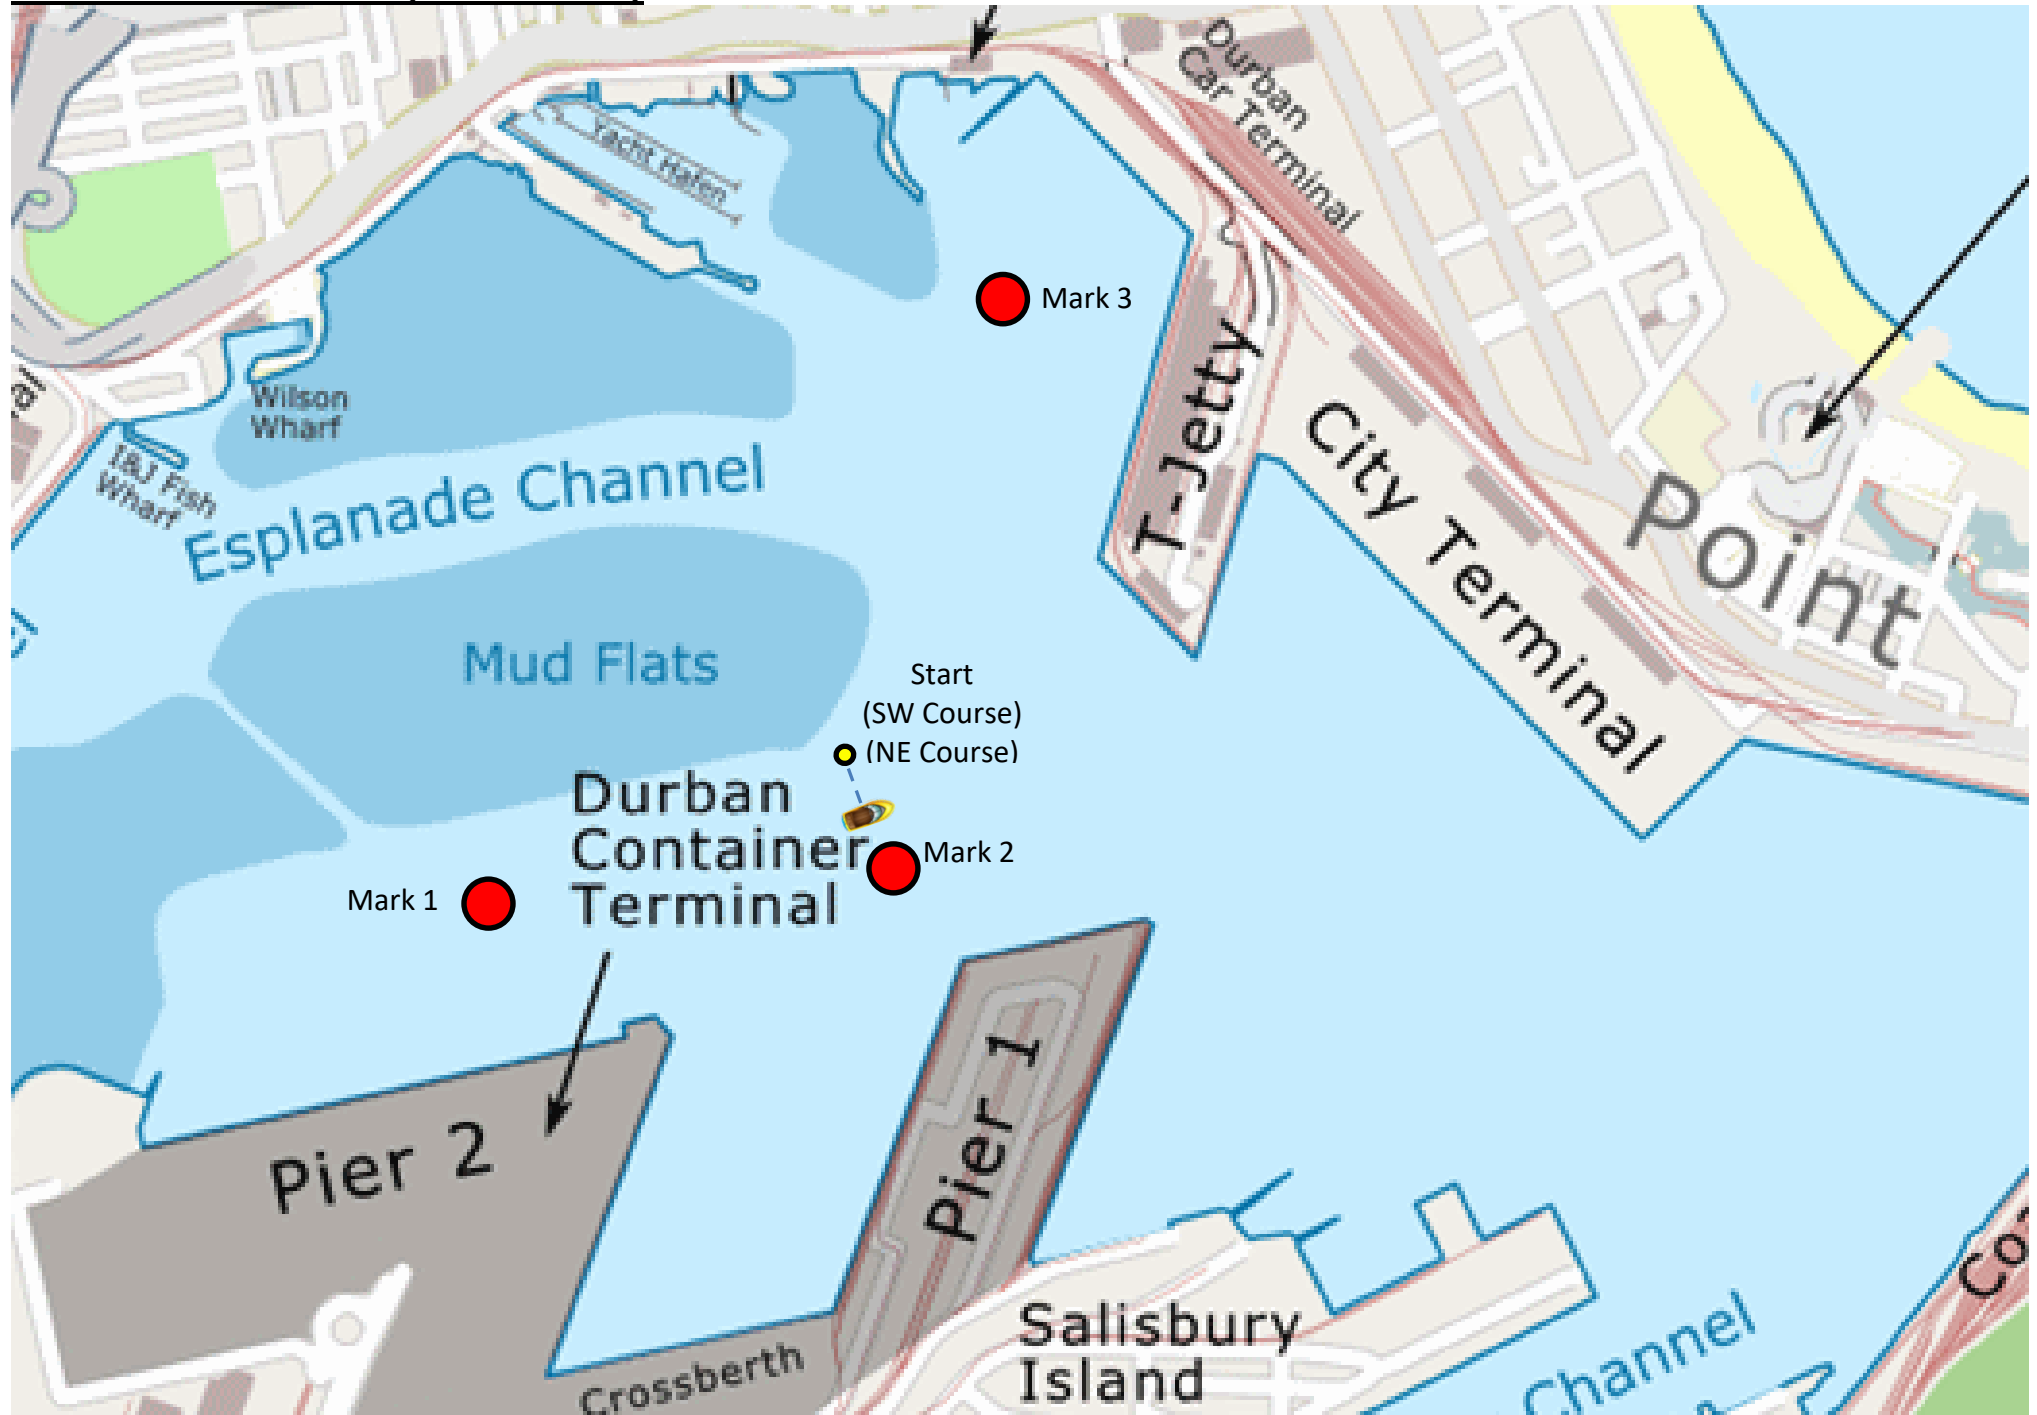 Durban
Car Terminal
Yacht Hafen
Mark 3
Wilson
Wharf
I&J Fish
Wharf
Esplanade Channel
T-Jetty
City Terminal
Point
Mud Flats
Start
(SW Course)
(NE Course)
Durban
Container
Terminal
Mark 2
Mark 1
Pier 2
Pier 1
Salisbury
Island
Crossberth
Channel